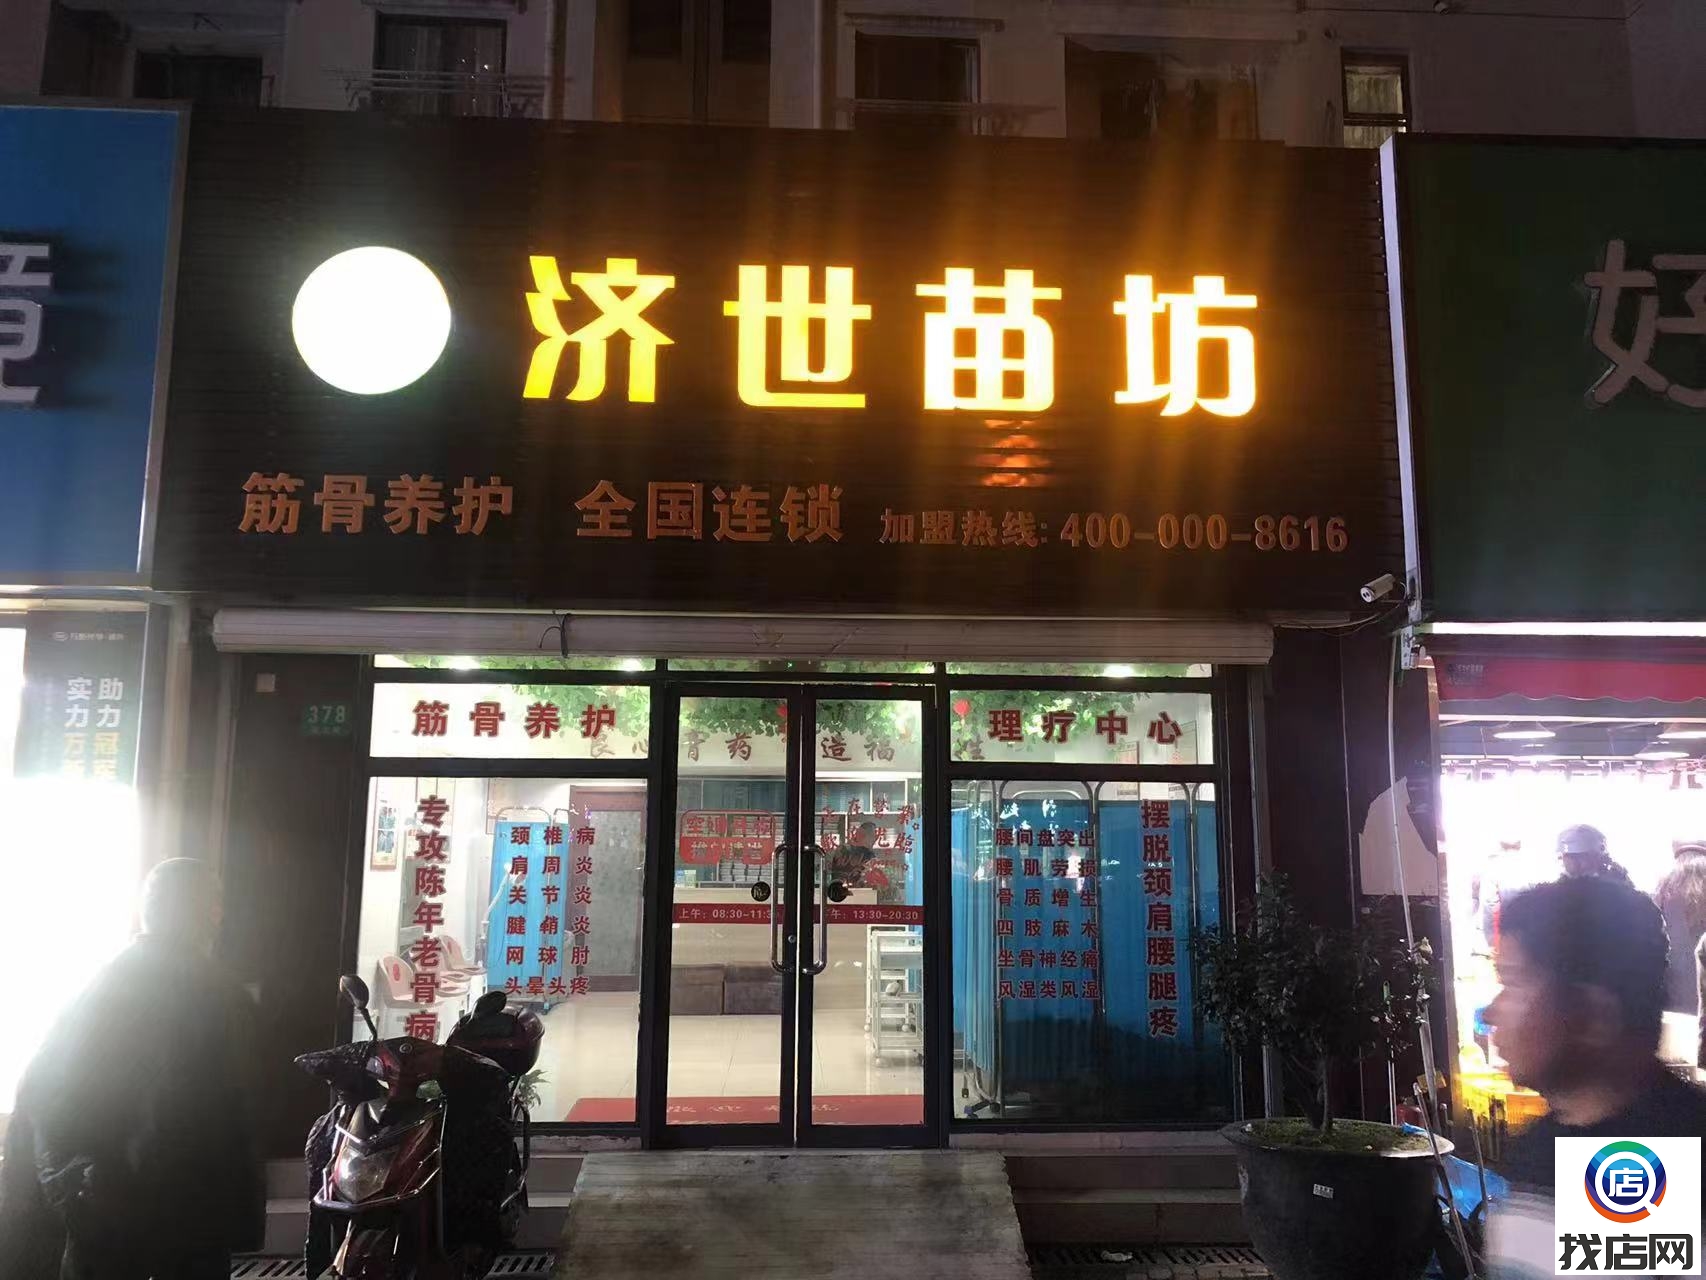 济世苗坊
筋骨养护 全国连锁 加盟热线: 400-000-8616
好
助力冠
实力方
378
筋骨养护
理疗中心
专攻陈年老骨病
颈椎病
肩周炎
关节炎
腱鞘炎
网球肘
头晕头疼
上午: 08:30-11:3
午: 13:30-20:30
腰间盘突出
腰肌劳损
骨质增生
四肢麻木
坐骨神经痛
风湿类风湿
摆脱颈肩腰腿疼
店
找店网